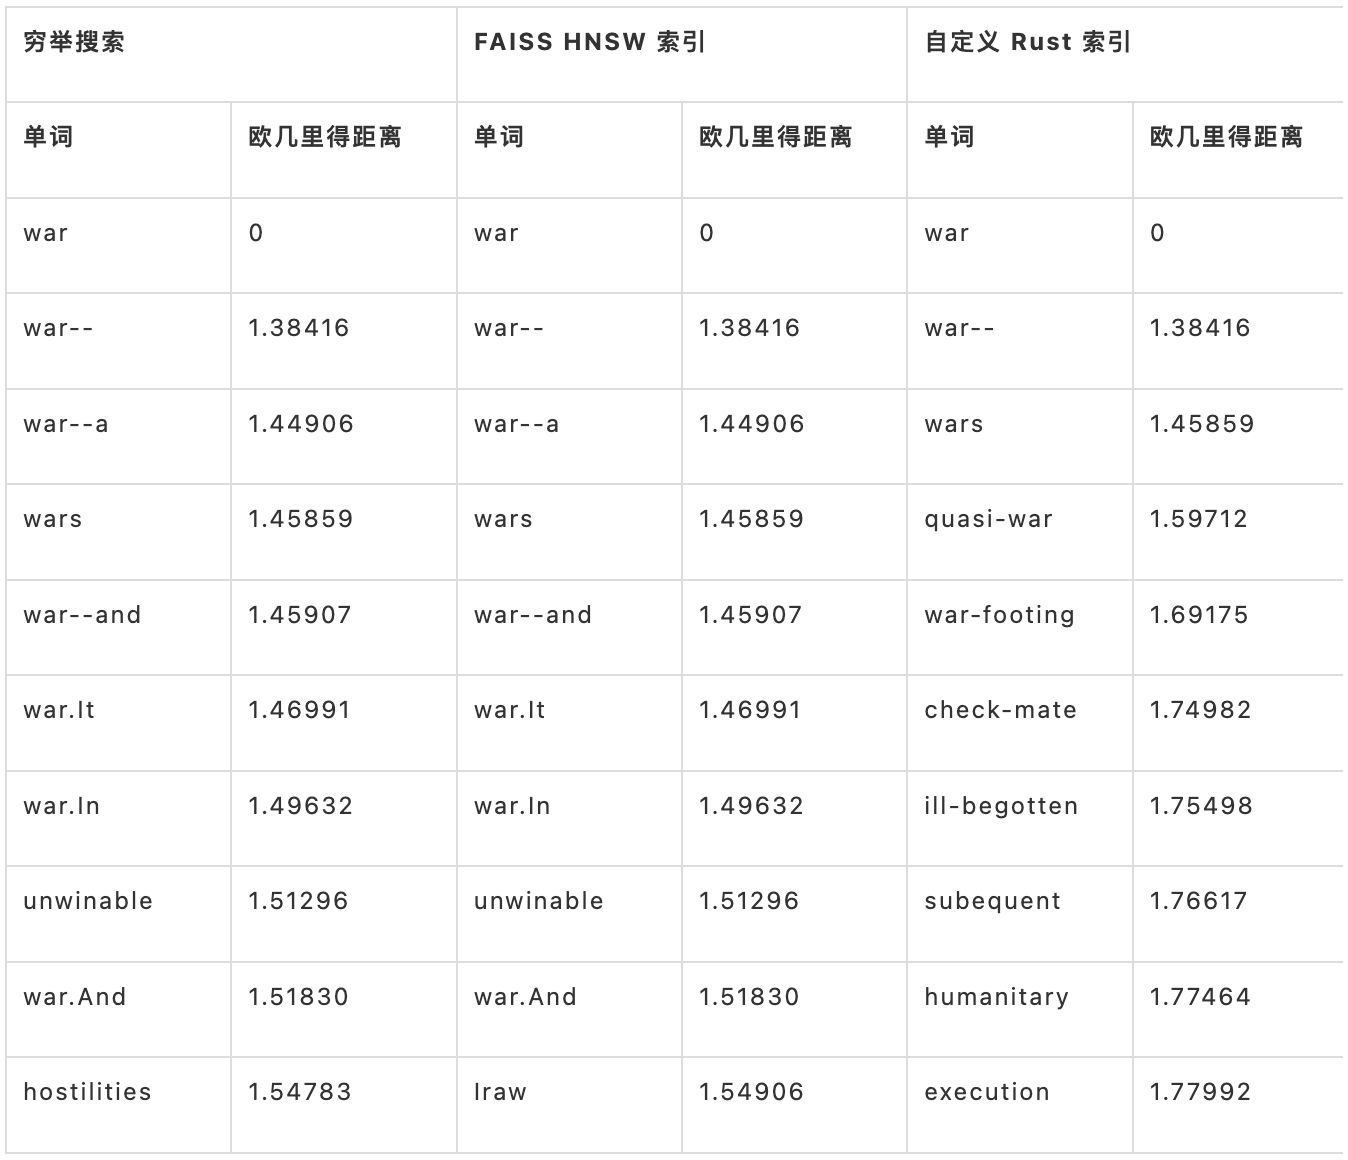 穷举搜索 FAISS HNSW 索引 自定义 Rust 索引
单词 欧几里得距离 单词 欧几里得距离 单词 欧几里得距离
war 0 war 0 war 0
war-- 1.38416 war-- 1.38416 war-- 1.38416
war--a 1.44906 war--a 1.44906 wars 1.45859
wars 1.45859 wars 1.45859 quasi-war 1.59712
war--and 1.45907 war--and 1.45907 war-footing 1.69175
war.It 1.46991 war.It 1.46991 check-mate 1.74982
war.In 1.49632 war.In 1.49632 ill-begotten 1.75498
unwinable 1.51296 unwinable 1.51296 subequent 1.76617
war.And 1.51830 war.And 1.51830 humanitary 1.77464
hostilities 1.54783 Iraw 1.54906 execution 1.77992